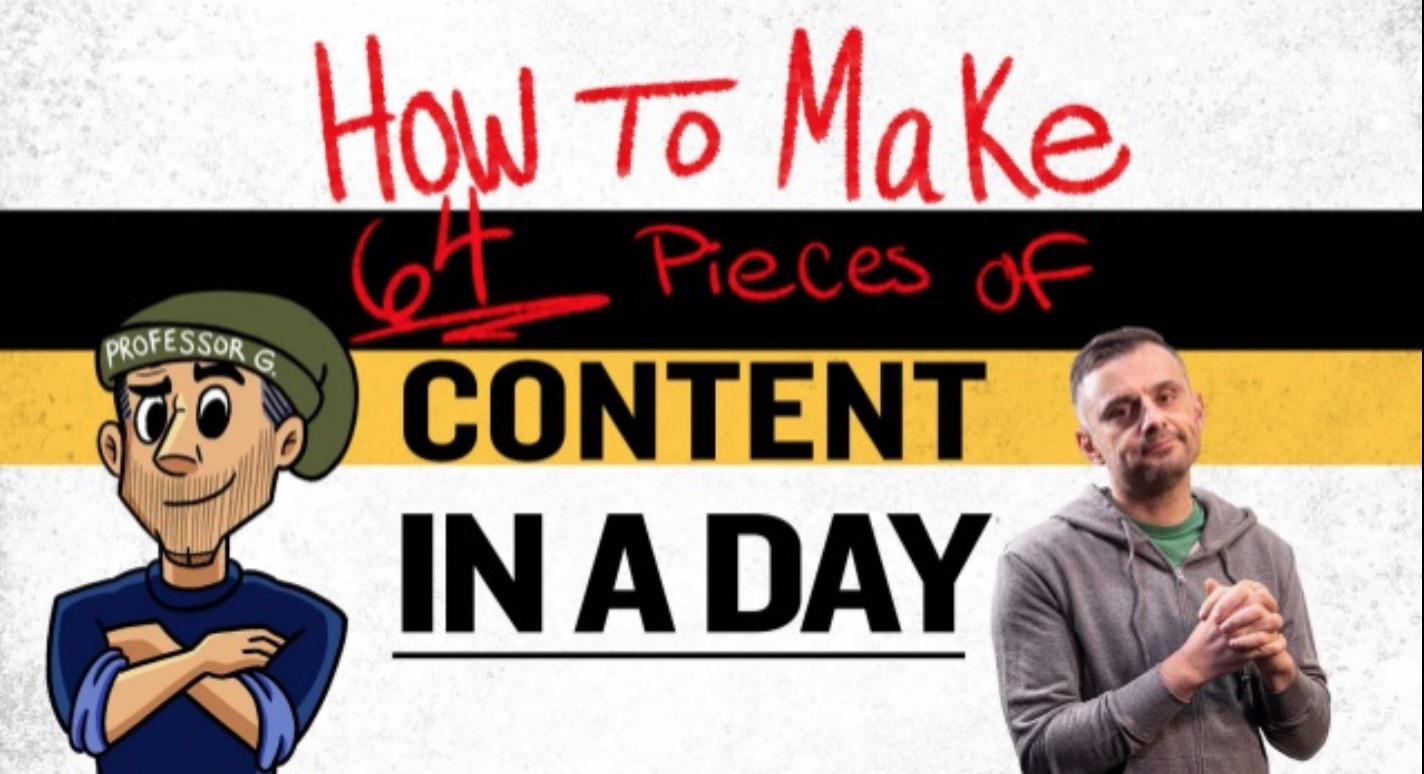 How To Make
64 Pieces of
CONTENT
PROFESSOR G.
IN A DAY